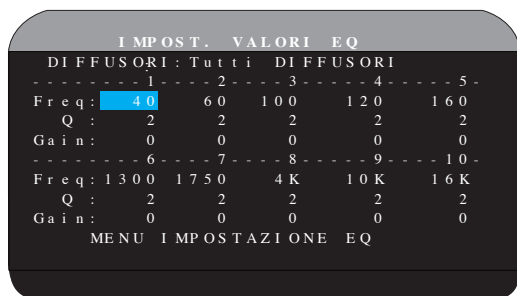 IMPOST. VALORI EQ
DIFFUSORI: Tutti DIFFUSORI
- - - - - - - - 1 - - - - 2 - - - - 3 - - - - - 4 - - - - 5 -
Freq: 40 60 100 120 160
Q : 2 2 2 2 2
Gain: 0 0 0 0 0
- - - - - - - - 6 - - - - 7 - - - - 8 - - - - - 9 - - - - 10 -
Freq: 1300 1750 4K 10K 16K
Q : 2 2 2 2 2
Gain: 0 0 0 0 0
MENU IMPOSTAZIONE EQ